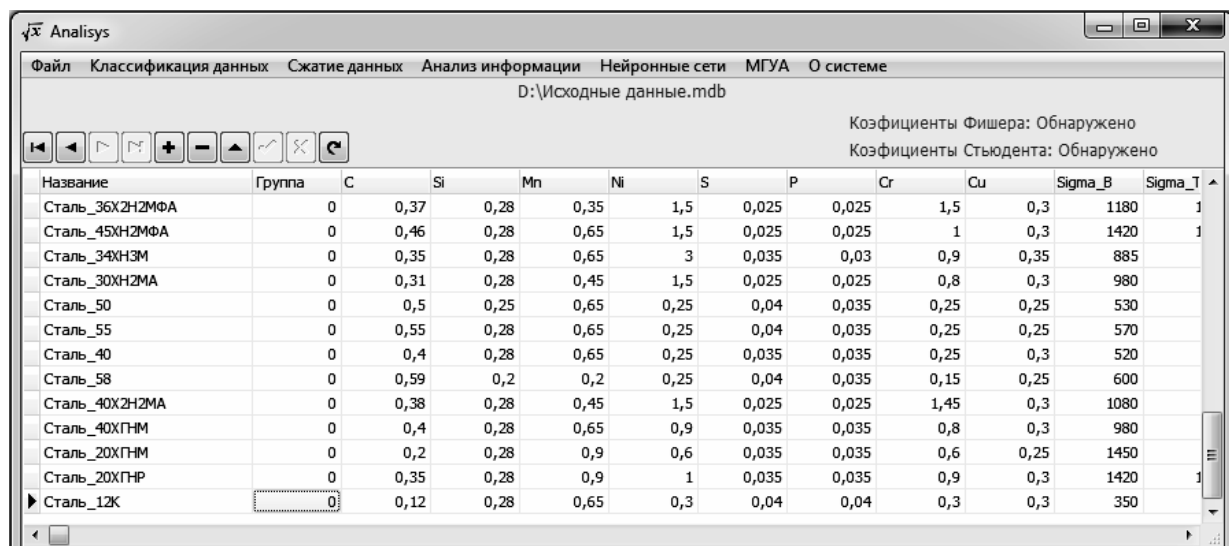 √x Analisys
Файл Классификация данных Сжатие данных Анализ информации Нейронные сети МГУА О системе
D:\Исходные данные.mdb
Коэфициенты Фишера: Обнаружено
Коэфициенты Стьюдента: Обнаружено
Название Группа C Si Mn Ni S P Cr Cu Sigma_B Sigma_T
Сталь_36Х2Н2МФА 0 0,37 0,28 0,35 1,5 0,025 0,025 1,5 0,3 1180 1
Сталь_45ХН2МФА 0 0,46 0,28 0,65 1,5 0,025 0,025 1 0,3 1420 1
Сталь_34ХН3М 0 0,35 0,28 0,65 3 0,035 0,03 0,9 0,35 885
Сталь_30ХН2МА 0 0,31 0,28 0,45 1,5 0,025 0,025 0,8 0,3 980
Сталь_50 0 0,5 0,25 0,65 0,25 0,04 0,035 0,25 0,25 530
Сталь_55 0 0,55 0,28 0,65 0,25 0,04 0,035 0,25 0,25 570
Сталь_40 0 0,4 0,28 0,65 0,25 0,035 0,035 0,25 0,3 520
Сталь_58 0 0,59 0,2 0,2 0,25 0,04 0,035 0,15 0,25 600
Сталь_40Х2Н2МА 0 0,38 0,28 0,45 1,5 0,025 0,025 1,45 0,3 1080
Сталь_40ХГНМ 0 0,4 0,28 0,65 0,9 0,035 0,035 0,8 0,3 980
Сталь_20ХГНМ 0 0,2 0,28 0,9 0,6 0,035 0,035 0,6 0,25 1450
Сталь_20ХГНР 0 0,35 0,28 0,9 1 0,035 0,035 0,9 0,3 1420 1
Сталь_12К 0 0,12 0,28 0,65 0,3 0,04 0,04 0,3 0,3 350